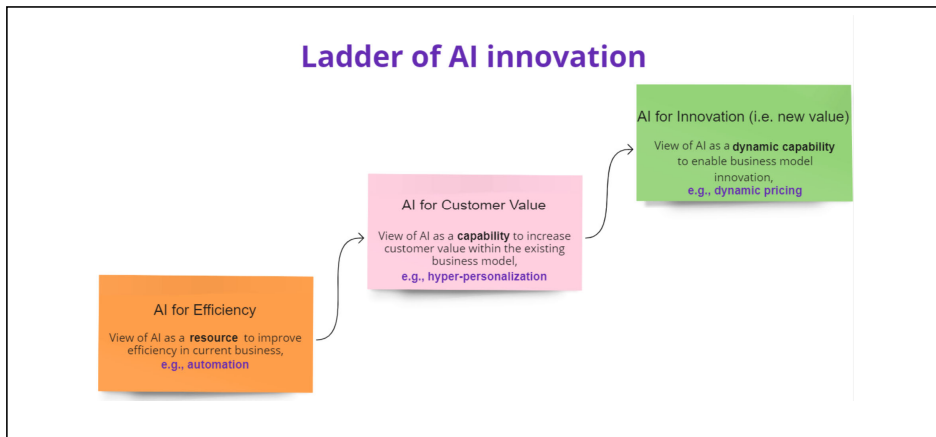 Ladder of AI innovation
AI for Innovation (i.e. new value)
View of AI as a dynamic capability
to enable business model
innovation,
e.g., dynamic pricing
AI for Customer Value
View of AI as a capability to increase
customer value within the existing
business model,
e.g., hyper-personalization
AI for Efficiency
View of AI as a resource to improve
efficiency in current business,
e.g., automation